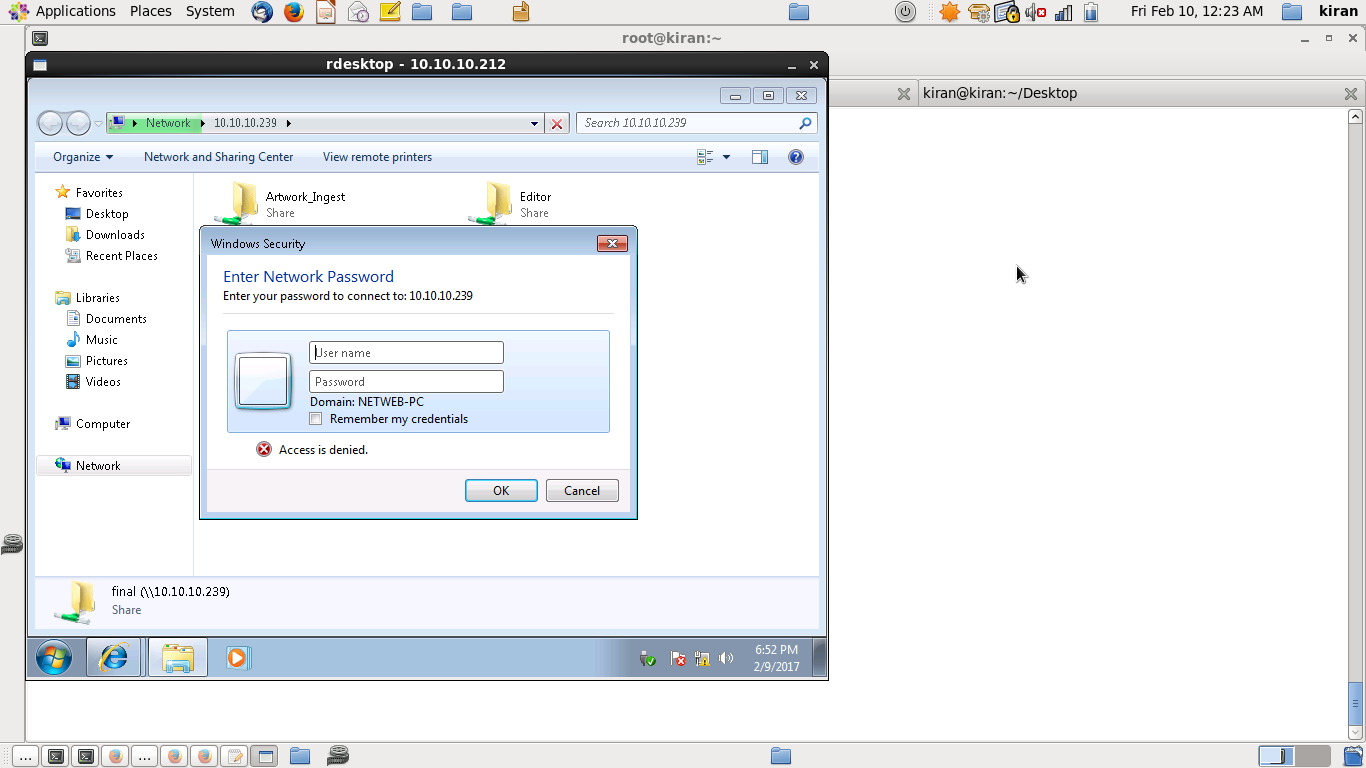 Applications Places System
Fri Feb 10, 12:23 AM kiran
root@kiran:~
rdesktop - 10.10.10.212
kiran@kiran:~/Desktop
Network 10.10.10.239
Search 10.10.10.239
Organize Network and Sharing Center View remote printers
Favorites
Desktop
Downloads
Recent Places
Libraries
Documents
Music
Pictures
Videos
Computer
Network
Artwork_Ingest
Share
Editor
Share
Windows Security
Enter Network Password
Enter your password to connect to: 10.10.10.239
User name
Password
Domain: NETWEB-PC
Remember my credentials
Access is denied.
OK Cancel
final (\\10.10.10.239)
Share
6:52 PM
2/9/2017
... ...